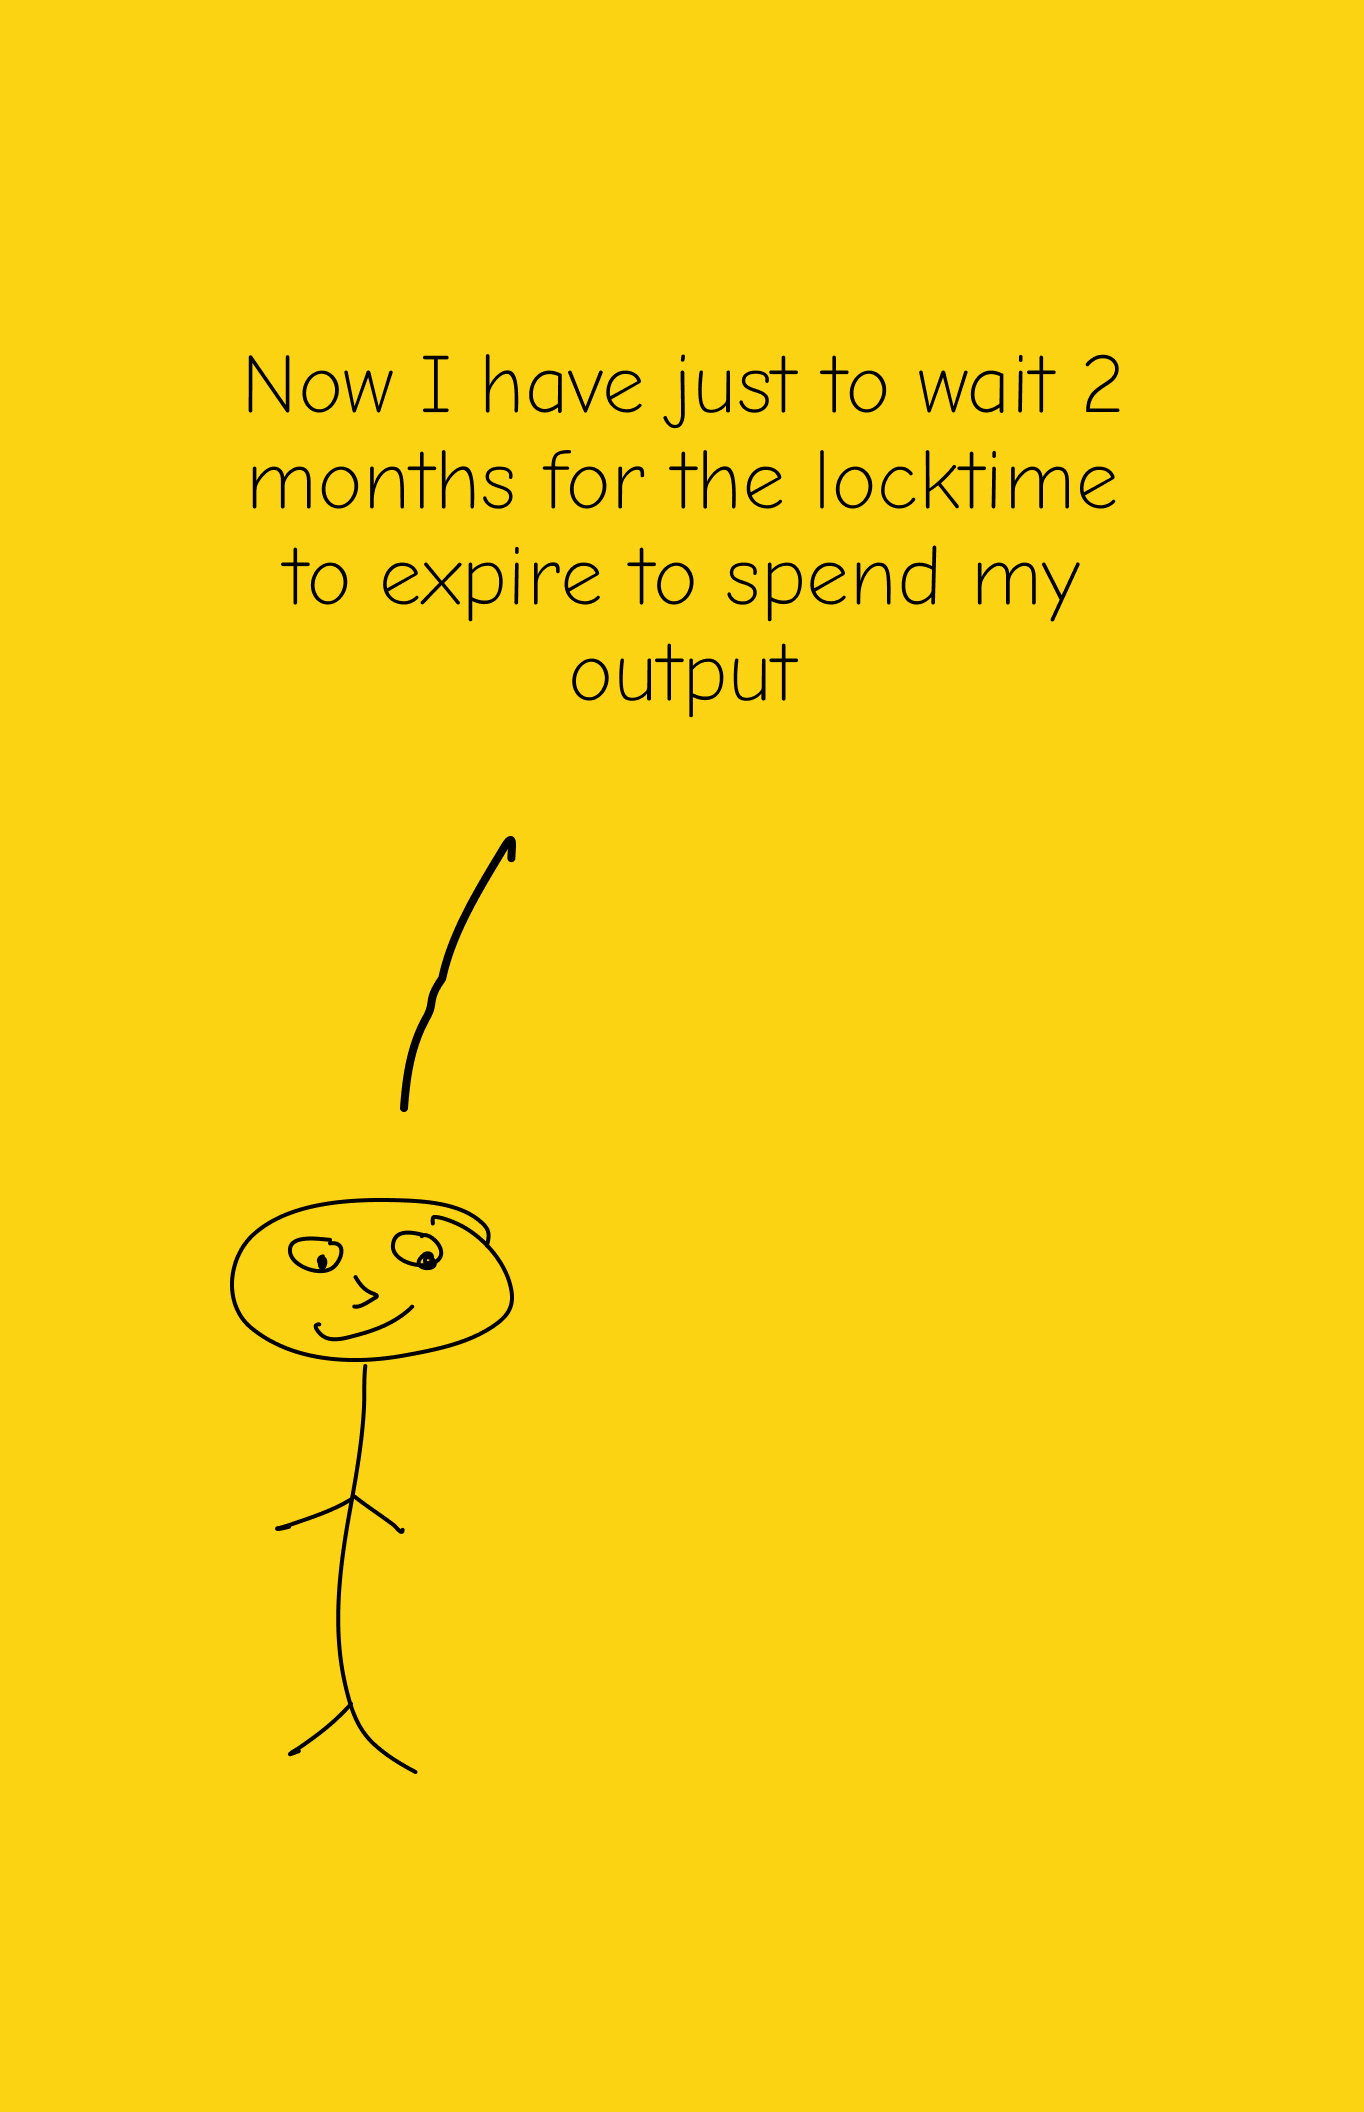 Now I have just to wait 2
months for the locktime
to expire to spend my
output